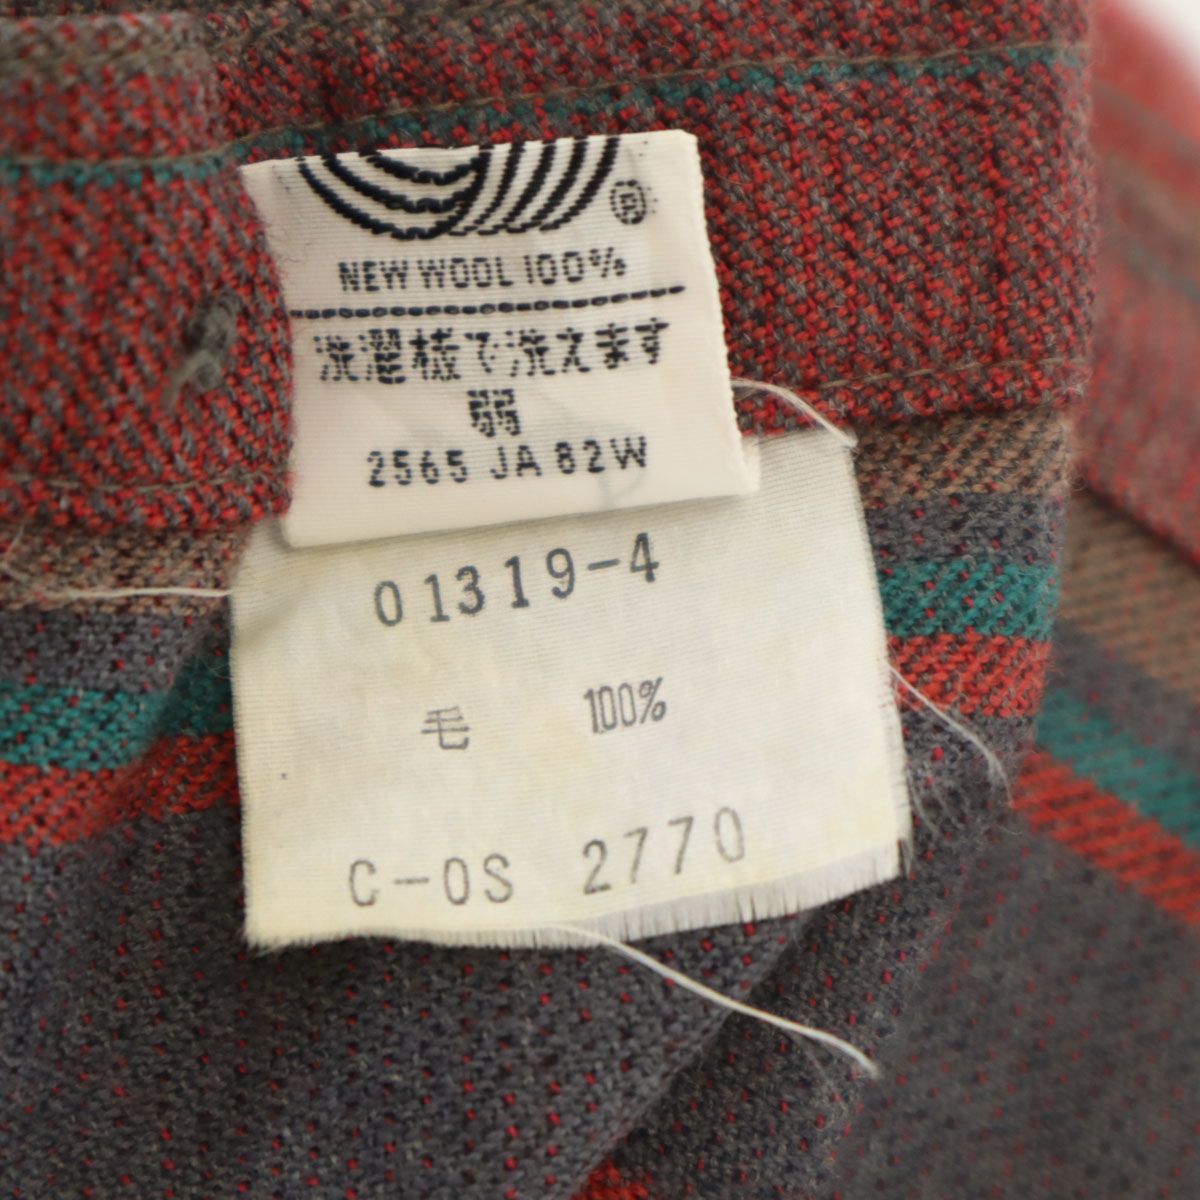 ®
NEW WOOL 100%
洗濯機で洗えます
弱
2565 JA 82W
01319-4
毛 100%
C-OS 2770